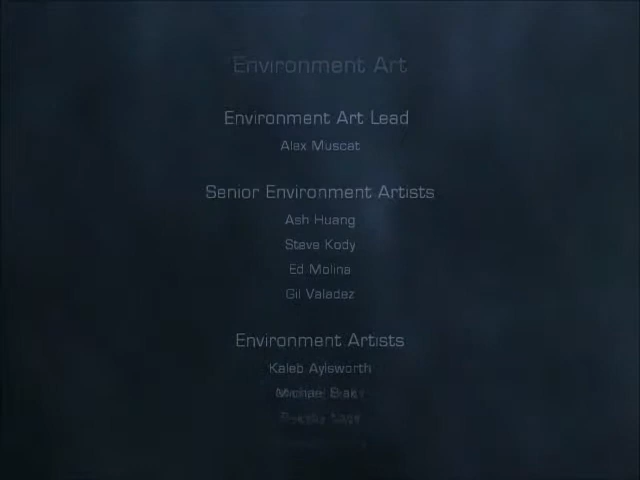 Environment Art
Environment Art Lead
Alex Muscat
Senior Environment Artists
Ash Huang
Steve Kody
Ed Molina
Gil Valadez
Environment Artists
Kaleb Aylsworth
Michael